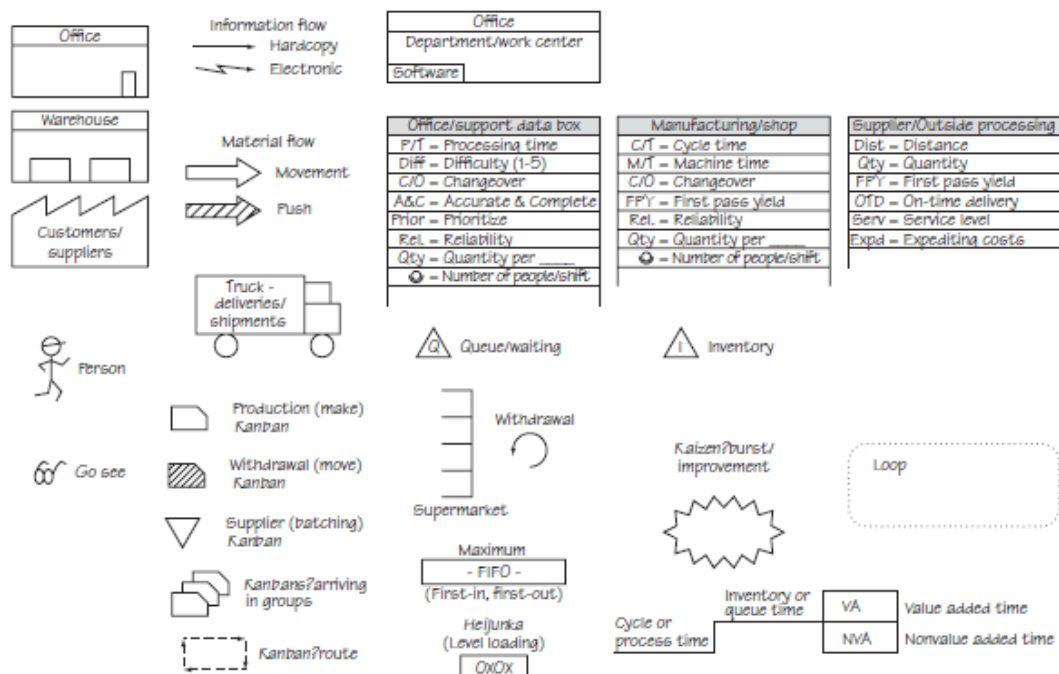 Office
Information flow
Hardcopy
Electronic
Office
Department/work center
Software
Warehouse
Material flow
Movement
Push
Customers/
suppliers
Truck -
deliveries/
shipments
Office/support data box
P/T = Processing time
Diff = Difficulty (1-5)
C/O = Changeover
A&C = Accurate & Complete
Prior = Prioritize
Rel. = Reliability
Qty = Quantity per ____
= Number of people/shift
Manufacturing/shop
C/T = Cycle time
M/T = Machine time
C/O = Changeover
FPY = First pass yield
Rel. = Reliability
Qty = Quantity per ____
= Number of people/shift
Supplier/Outside processing
Dist = Distance
Qty = Quantity
FPY = First pass yield
OTD = On-time delivery
Serv = Service level
Expd = Expediting costs
Q
Queue/waiting
I
Inventory
Person
Go see
Production (make)
Kanban
Withdrawal (move)
Kanban
Supplier (batching)
Kanban
Kanbans?arriving
in groups
Kanban?route
Withdrawal
Supermarket
Maximum
- FIFO -
(First-in, first-out)
Heijunka
(Level loading)
OXOX
Kaizen?burst/
improvement
Loop
Cycle or
process time
Inventory or
queue time
VA
Value added time
NVA
Nonvalue added time